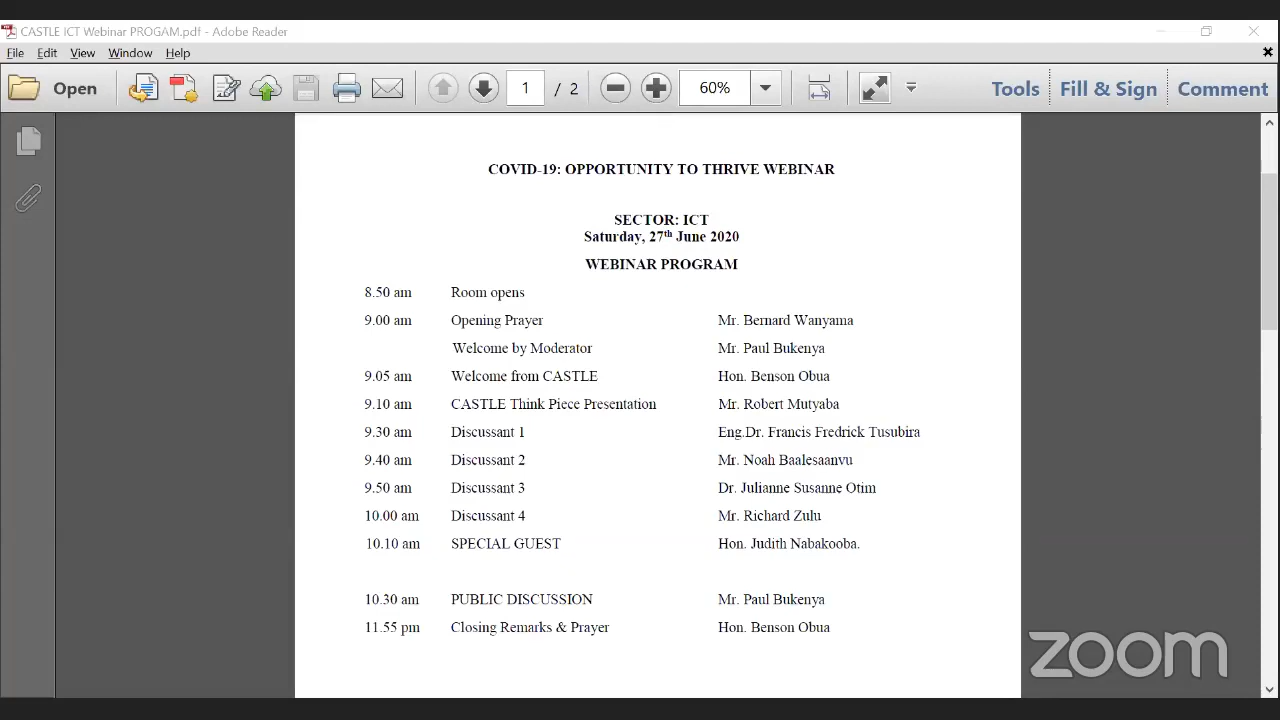 CASTLE ICT Webinar PROGAM.pdf - Adobe Reader
File Edit View Window Help
Open 1 / 2 60% Tools Fill & Sign Comment
COVID-19: OPPORTUNITY TO THRIVE WEBINAR
SECTOR: ICT
Saturday, 27th June 2020
WEBINAR PROGRAM
8.50 am Room opens
9.00 am Opening Prayer Mr. Bernard Wanyama
Welcome by Moderator Mr. Paul Bukenya
9.05 am Welcome from CASTLE Hon. Benson Obua
9.10 am CASTLE Think Piece Presentation Mr. Robert Mutyaba
9.30 am Discussant 1 Eng.Dr. Francis Fredrick Tusubira
9.40 am Discussant 2 Mr. Noah Baalesaanvu
9.50 am Discussant 3 Dr. Julianne Susanne Otim
10.00 am Discussant 4 Mr. Richard Zulu
10.10 am SPECIAL GUEST Hon. Judith Nabakooba.
10.30 am PUBLIC DISCUSSION Mr. Paul Bukenya
11.55 pm Closing Remarks & Prayer Hon. Benson Obua
zoom